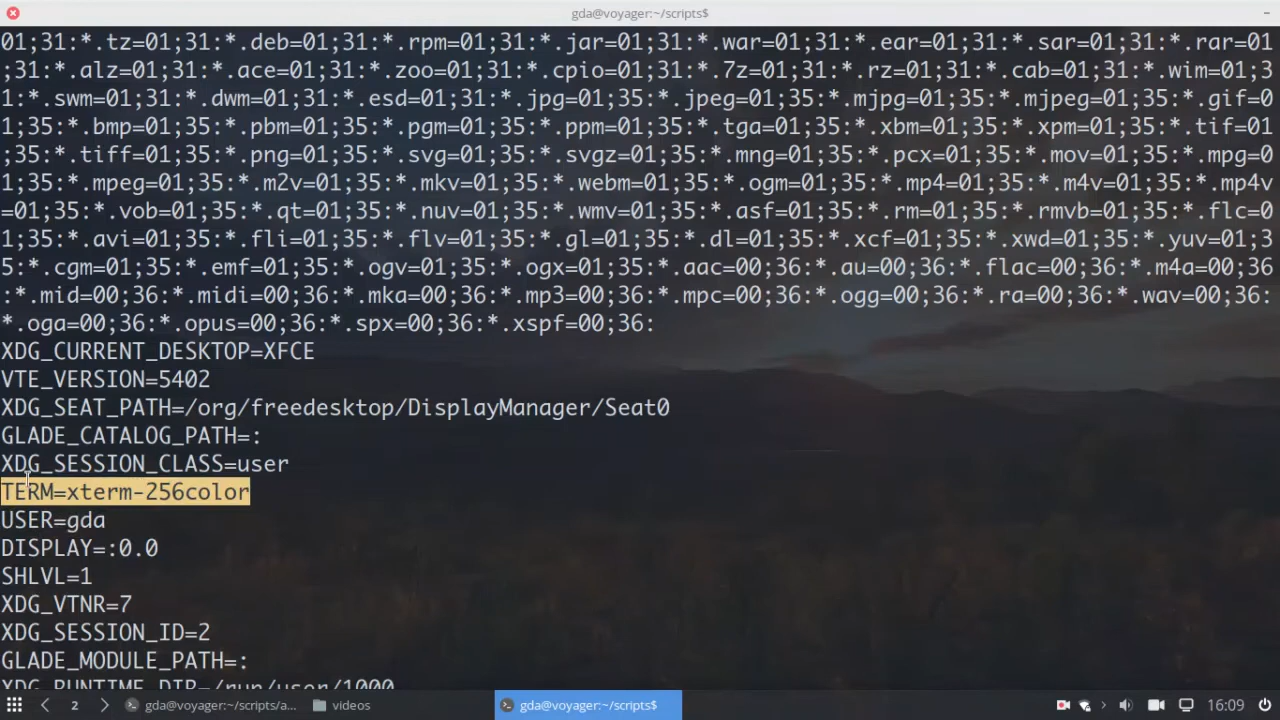 gda@voyager:~/scripts$
01;31:*.tz=01;31:*.deb=01;31:*.rpm=01;31:*.jar=01;31:*.war=01;31:*.ear=01;31:*.sar=01;31:*.rar=01
;31:*.alz=01;31:*.ace=01;31:*.zoo=01;31:*.cpio=01;31:*.7z=01;31:*.rz=01;31:*.cab=01;31:*.wim=01;3
1:*.swm=01;31:*.dwm=01;31:*.esd=01;31:*.jpg=01;35:*.jpeg=01;35:*.mjpg=01;35:*.mjpeg=01;35:*.gif=0
1;35:*.bmp=01;35:*.pbm=01;35:*.pgm=01;35:*.ppm=01;35:*.tga=01;35:*.xbm=01;35:*.xpm=01;35:*.tif=01
;35:*.tiff=01;35:*.png=01;35:*.svg=01;35:*.svgz=01;35:*.mng=01;35:*.pcx=01;35:*.mov=01;35:*.mpg=0
1;35:*.mpeg=01;35:*.m2v=01;35:*.mkv=01;35:*.webm=01;35:*.ogm=01;35:*.mp4=01;35:*.m4v=01;35:*.mp4v
=01;35:*.vob=01;35:*.qt=01;35:*.nuv=01;35:*.wmv=01;35:*.asf=01;35:*.rm=01;35:*.rmvb=01;35:*.flc=0
1;35:*.avi=01;35:*.fli=01;35:*.flv=01;35:*.gl=01;35:*.dl=01;35:*.xcf=01;35:*.xwd=01;35:*.yuv=01;3
5:*.cgm=01;35:*.emf=01;35:*.ogv=01;35:*.ogx=01;35:*.aac=00;36:*.au=00;36:*.flac=00;36:*.m4a=00;36
:*.mid=00;36:*.midi=00;36:*.mka=00;36:*.mp3=00;36:*.mpc=00;36:*.ogg=00;36:*.ra=00;36:*.wav=00;36:
*.oga=00;36:*.opus=00;36:*.spx=00;36:*.xspf=00;36:
XDG_CURRENT_DESKTOP=XFCE
VTE_VERSION=5402
XDG_SEAT_PATH=/org/freedesktop/DisplayManager/Seat0
GLADE_CATALOG_PATH=:
XDG_SESSION_CLASS=user
TERM=xterm-256color
USER=gda
DISPLAY=:0.0
SHLVL=1
XDG_VTNR=7
XDG_SESSION_ID=2
GLADE_MODULE_PATH=:
XDG_RUNTIME_DIR=/run/user/1000
2 gda@voyager:~/scripts/a... videos gda@voyager:~/scripts$ 16:09